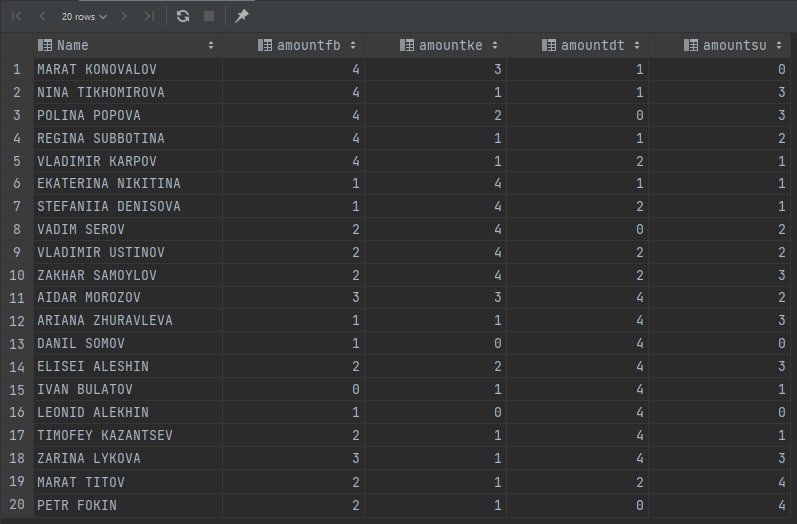 20 rows
Name amountfb amountke amountdt amountsu
1 MARAT KONOVALOV 4 3 1 0
2 NINA TIKHOMIROVA 4 1 1 3
3 POLINA POPOVA 4 2 0 3
4 REGINA SUBBOTINA 4 1 1 2
5 VLADIMIR KARPOV 4 1 2 1
6 EKATERINA NIKITINA 1 4 1 1
7 STEFANIIA DENISOVA 1 4 2 1
8 VADIM SEROV 2 4 0 2
9 VLADIMIR USTINOV 2 4 2 2
10 ZAKHAR SAMOYLOV 2 4 2 3
11 AIDAR MOROZOV 3 3 4 2
12 ARIANA ZHURAVLEVA 1 1 4 3
13 DANIL SOMOV 1 0 4 0
14 ELISEI ALESHIN 2 2 4 3
15 IVAN BULATOV 0 1 4 1
16 LEONID ALEKHIN 1 0 4 0
17 TIMOFEY KAZANTSEV 2 1 4 1
18 ZARINA LYKOVA 3 1 4 3
19 MARAT TITOV 2 1 2 4
20 PETR FOKIN 2 1 0 4